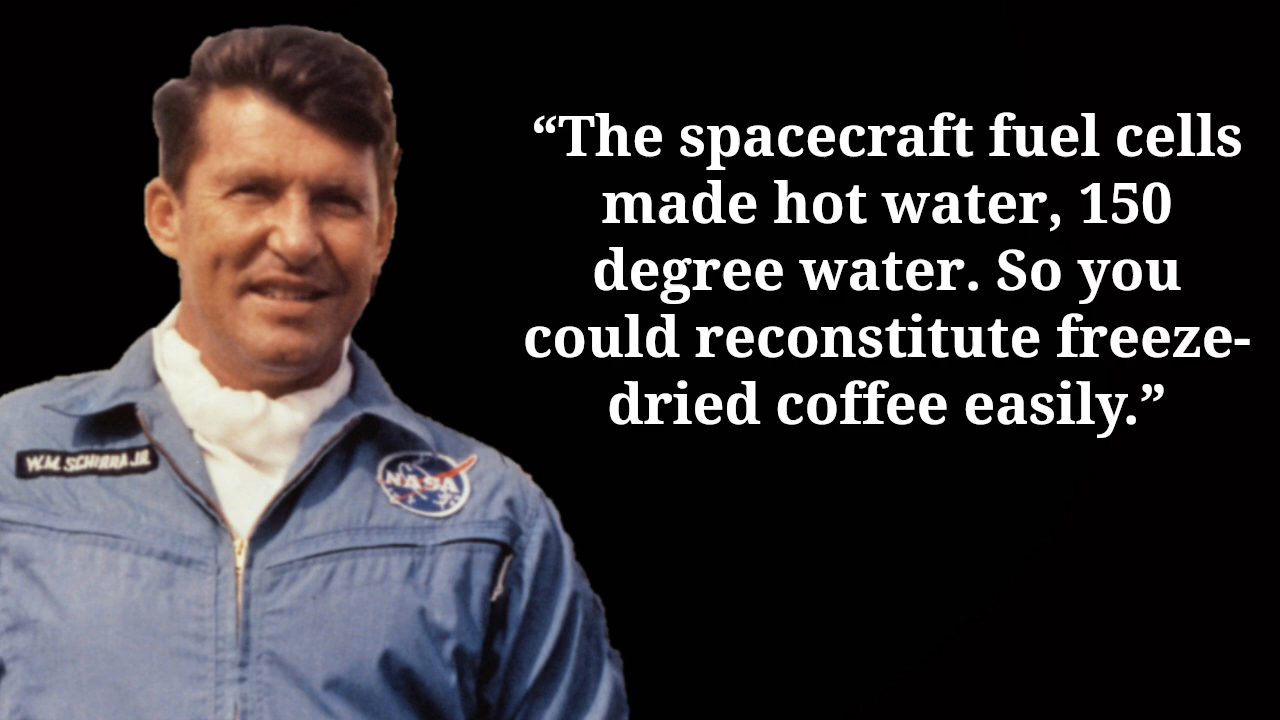 “The spacecraft fuel cells
made hot water, 150
degree water. So you
could reconstitute freeze-
dried coffee easily.”
W.M. SCHIRRA JR.
NASA